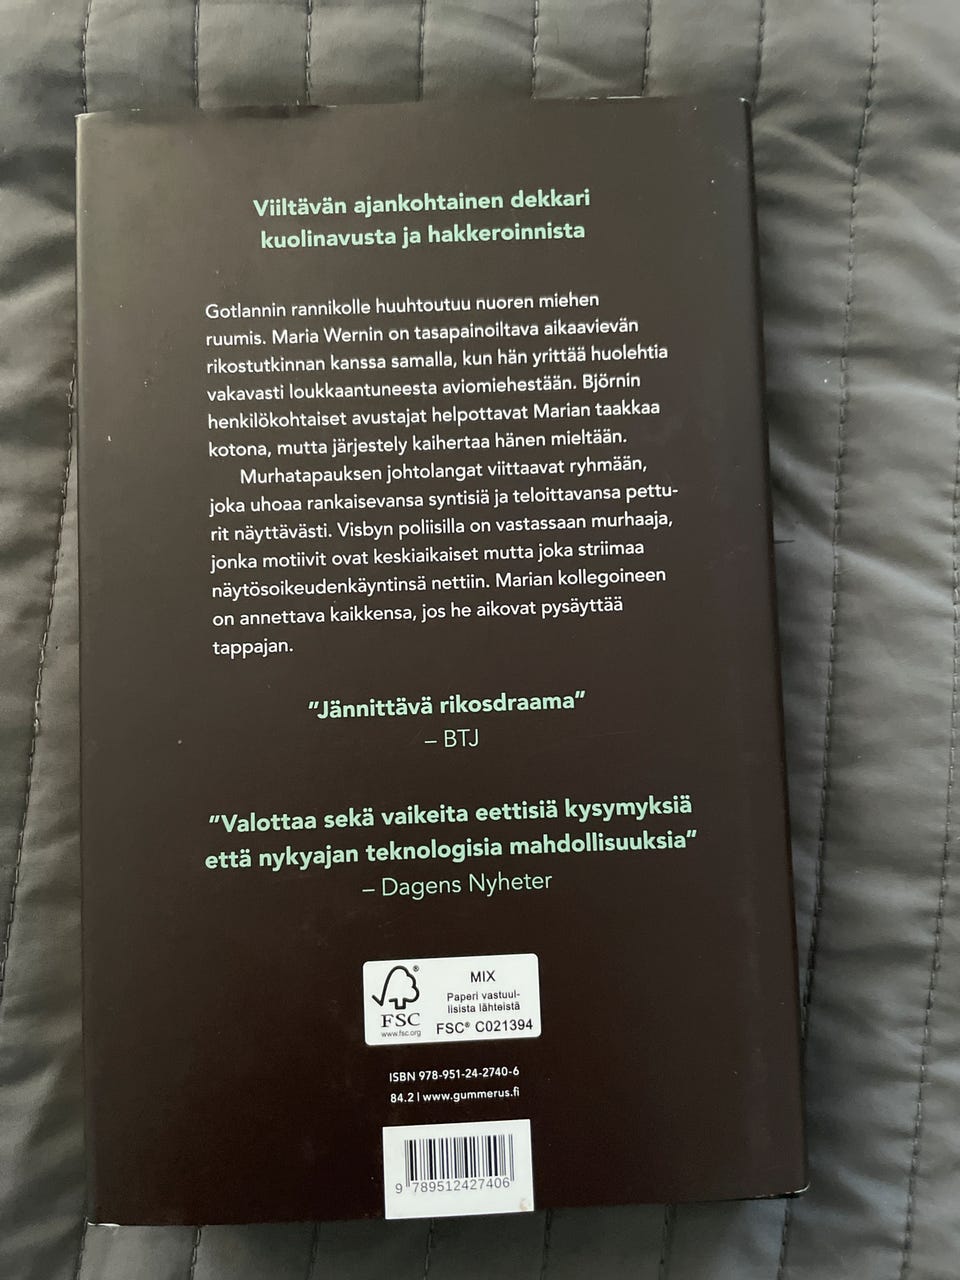 Viiltävän ajankohtainen dekkari
kuolinavusta ja hakkeroinnista
Gotlannin rannikolle huuhtoutuu nuoren miehen
ruumis. Maria Wernin on tasapainoiltava aikaavievän
rikostutkinnan kanssa samalla, kun hän yrittää huolehtia
vakavasti loukkaantuneesta aviomiehestään. Björnin
henkilökohtaiset avustajat helpottavat Marian taakkaa
kotona, mutta järjestely kaihertaa hänen mieltään.
Murhatapauksen johtolangat viittaavat ryhmään,
joka uhoaa rankaisevansa syntisiä ja teloittavansa pettu-
rit näyttävästi. Visbyn poliisilla on vastassaan murhaaja,
jonka motiivit ovat keskiaikaiset mutta joka striimaa
näytösoikeudenkäyntinsä nettiin. Marian kollegoineen
on annettava kaikkensa, jos he aikovat pysäyttää
tappajan.
"Jännittävä rikosdraama"
– BTJ
"Valottaa sekä vaikeita eettisiä kysymyksiä
että nykyajan teknologisia mahdollisuuksia"
– Dagens Nyheter
FSC
®
www.fsc.org
MIX
Paperi vastuul-
lisista lähteistä
FSC® C021394
ISBN 978-951-24-2740-6
84.2 | www.gummerus.fi
9 789512427406